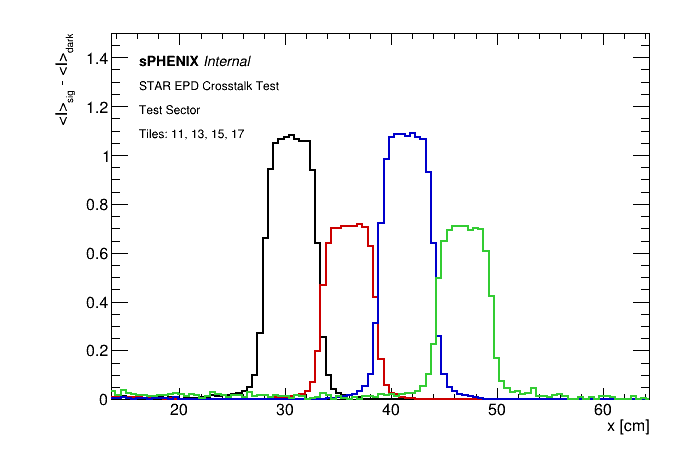 <I>sig - <I>dark
1.4
1.2
1
0.8
0.6
0.4
0.2
0
sPHENIX Internal
STAR EPD Crosstalk Test
Test Sector
Tiles: 11, 13, 15, 17
20 30 40 50 60
x [cm]